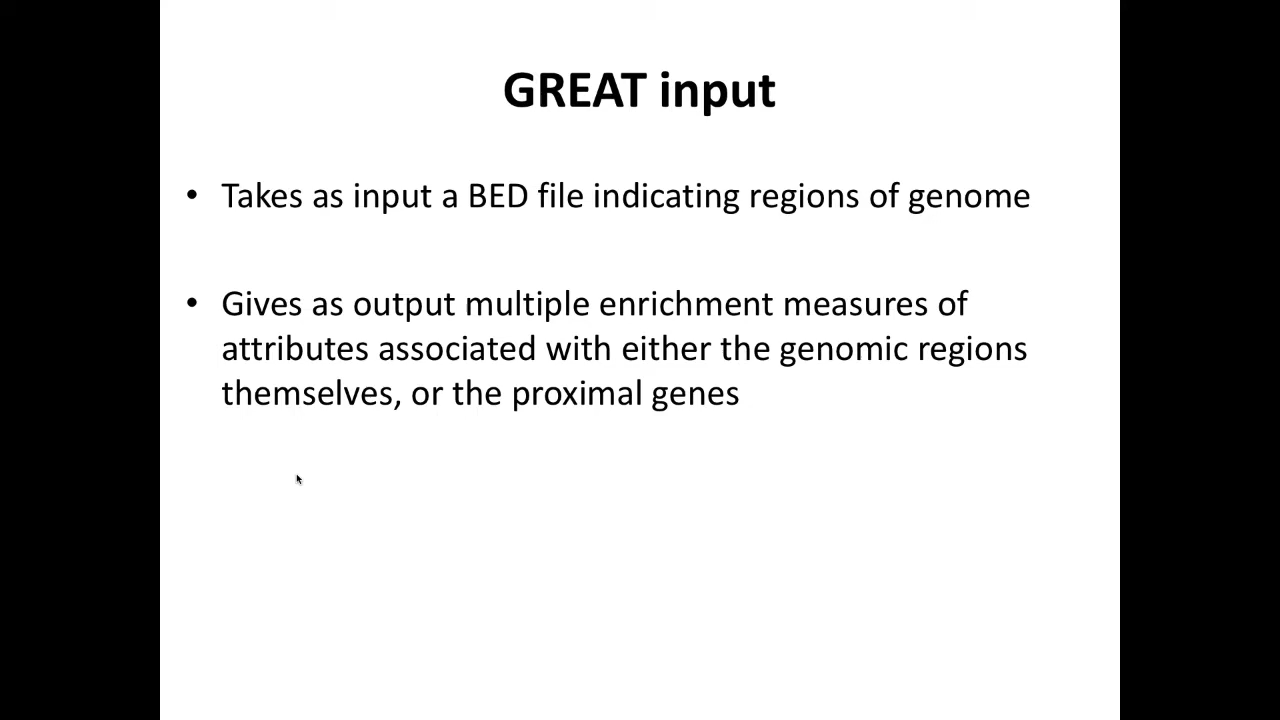 GREAT input
• Takes as input a BED file indicating regions of genome
• Gives as output multiple enrichment measures of
attributes associated with either the genomic regions
themselves, or the proximal genes